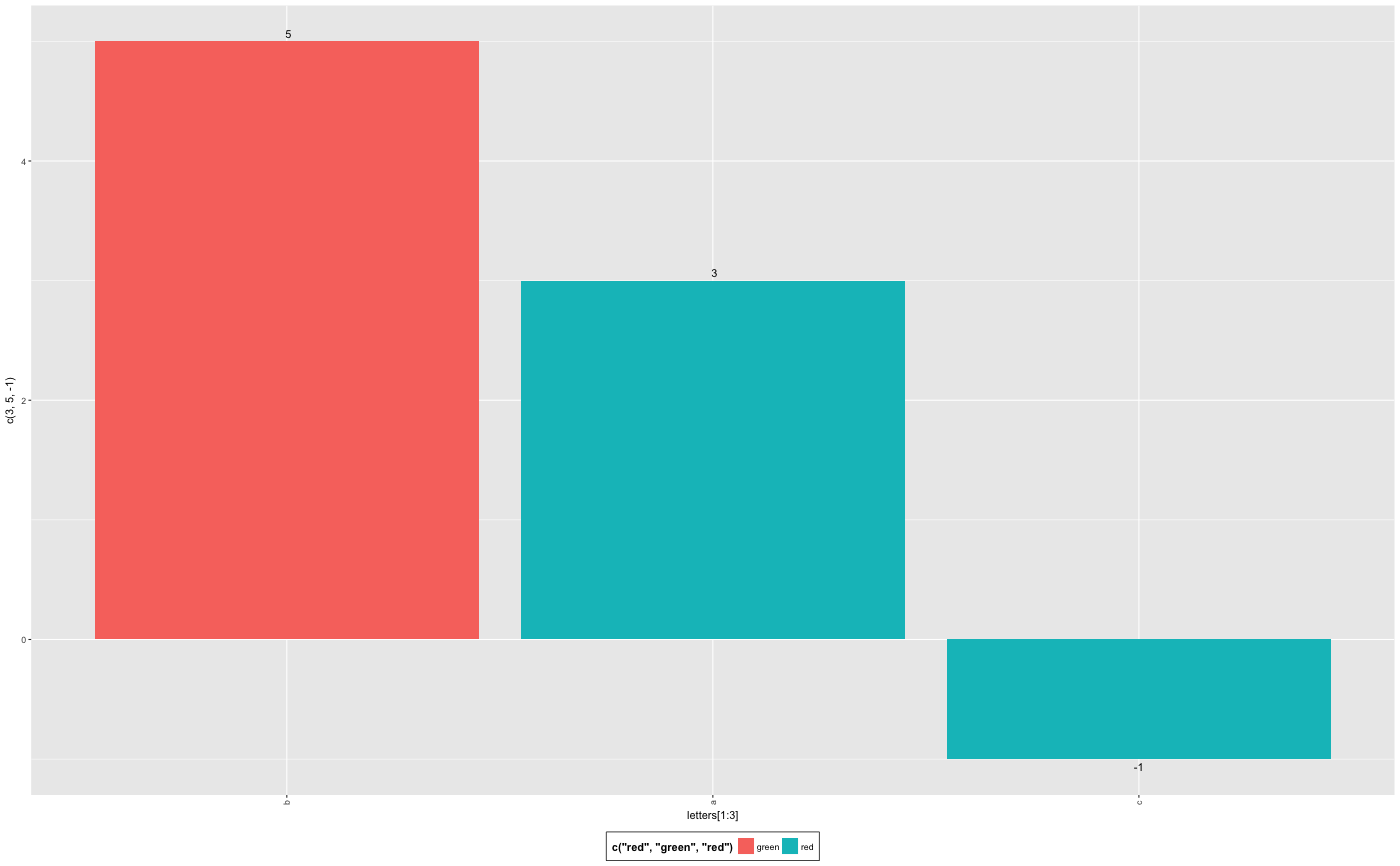 5
3
-1
4
2
0
c(3, 5, -1)
b
a
c
letters[1:3]
c("red", "green", "red") green red